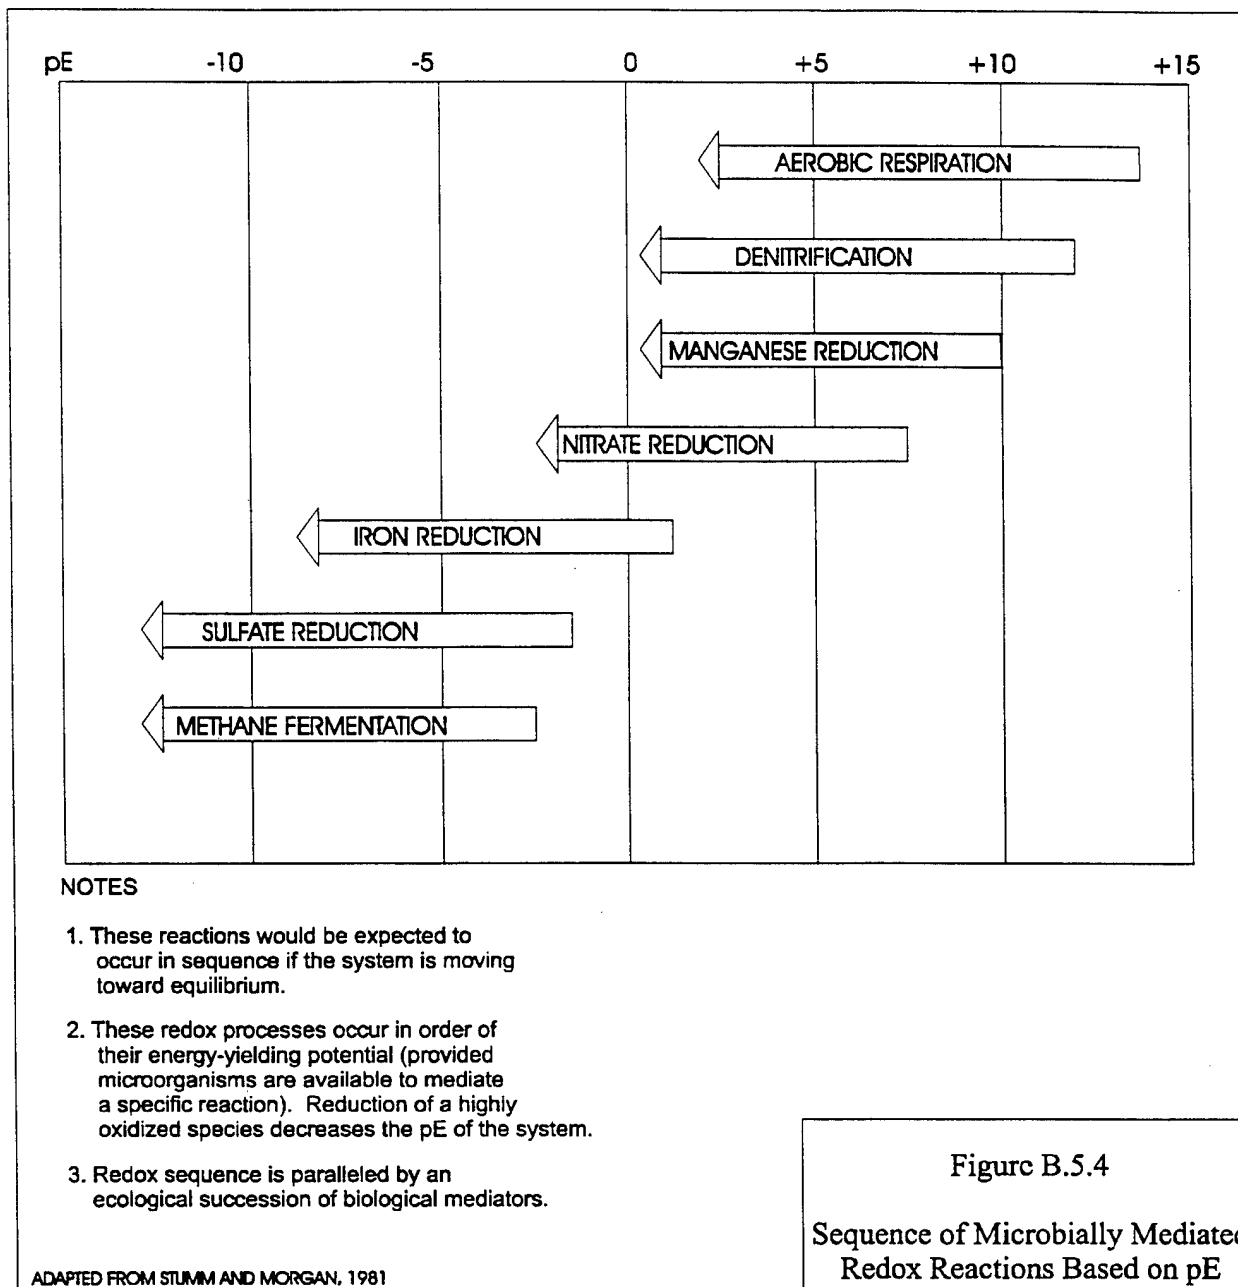 pE -10 -5 0 +5 +10 +15
AEROBIC RESPIRATION
DENITRIFICATION
MANGANESE REDUCTION
NITRATE REDUCTION
IRON REDUCTION
SULFATE REDUCTION
METHANE FERMENTATION
NOTES
1. These reactions would be expected to
occur in sequence if the system is moving
toward equilibrium.
2. These redox processes occur in order of
their energy-yielding potential (provided
microorganisms are available to mediate
a specific reaction). Reduction of a highly
oxidized species decreases the pE of the system.
3. Redox sequence is paralleled by an
ecological succession of biological mediators.
Figure B.5.4
Sequence of Microbially Mediated
Redox Reactions Based on pE
ADAPTED FROM STUMM AND MORGAN, 1981